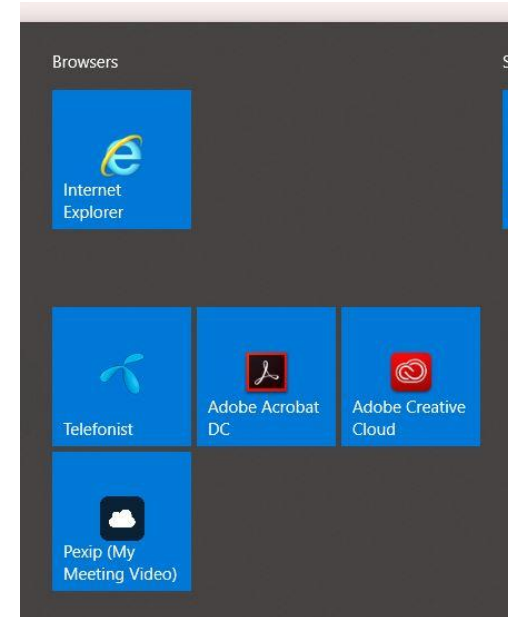 Browsers
S
Internet
Explorer
Telefonist
Adobe Acrobat
DC
Adobe Creative
Cloud
Pexip (My
Meeting Video)